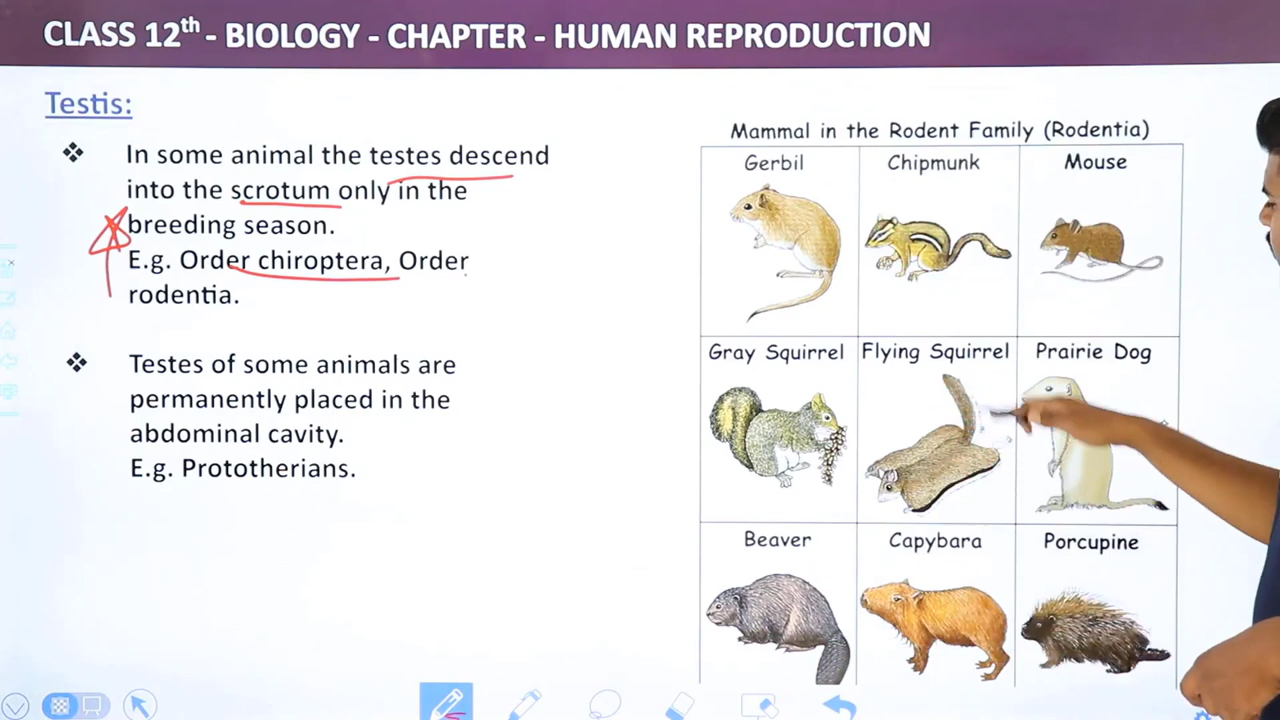 CLASS 12th - BIOLOGY - CHAPTER - HUMAN REPRODUCTION
Testis:
❖ In some animal the testes descend
into the scrotum only in the
breeding season.
E.g. Order chiroptera, Order
rodentia.
❖ Testes of some animals are
permanently placed in the
abdominal cavity.
E.g. Prototherians.
Mammal in the Rodent Family (Rodentia)
Gerbil Chipmunk Mouse
Gray Squirrel Flying Squirrel Prairie Dog
Beaver Capybara Porcupine